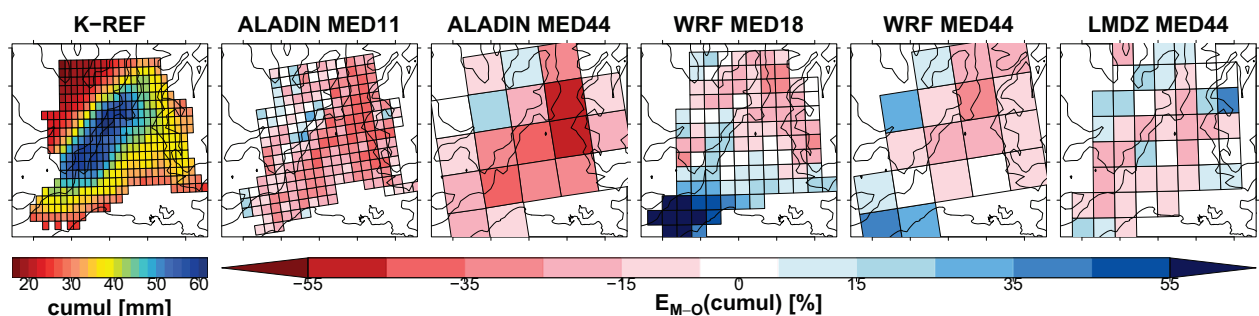 K−REF ALADIN MED11 ALADIN MED44 WRF MED18 WRF MED44 LMDZ MED44
20 30 40 50 60 −55 −35 −15 0 15 35 55
cumul [mm] E_M−O(cumul) [%]